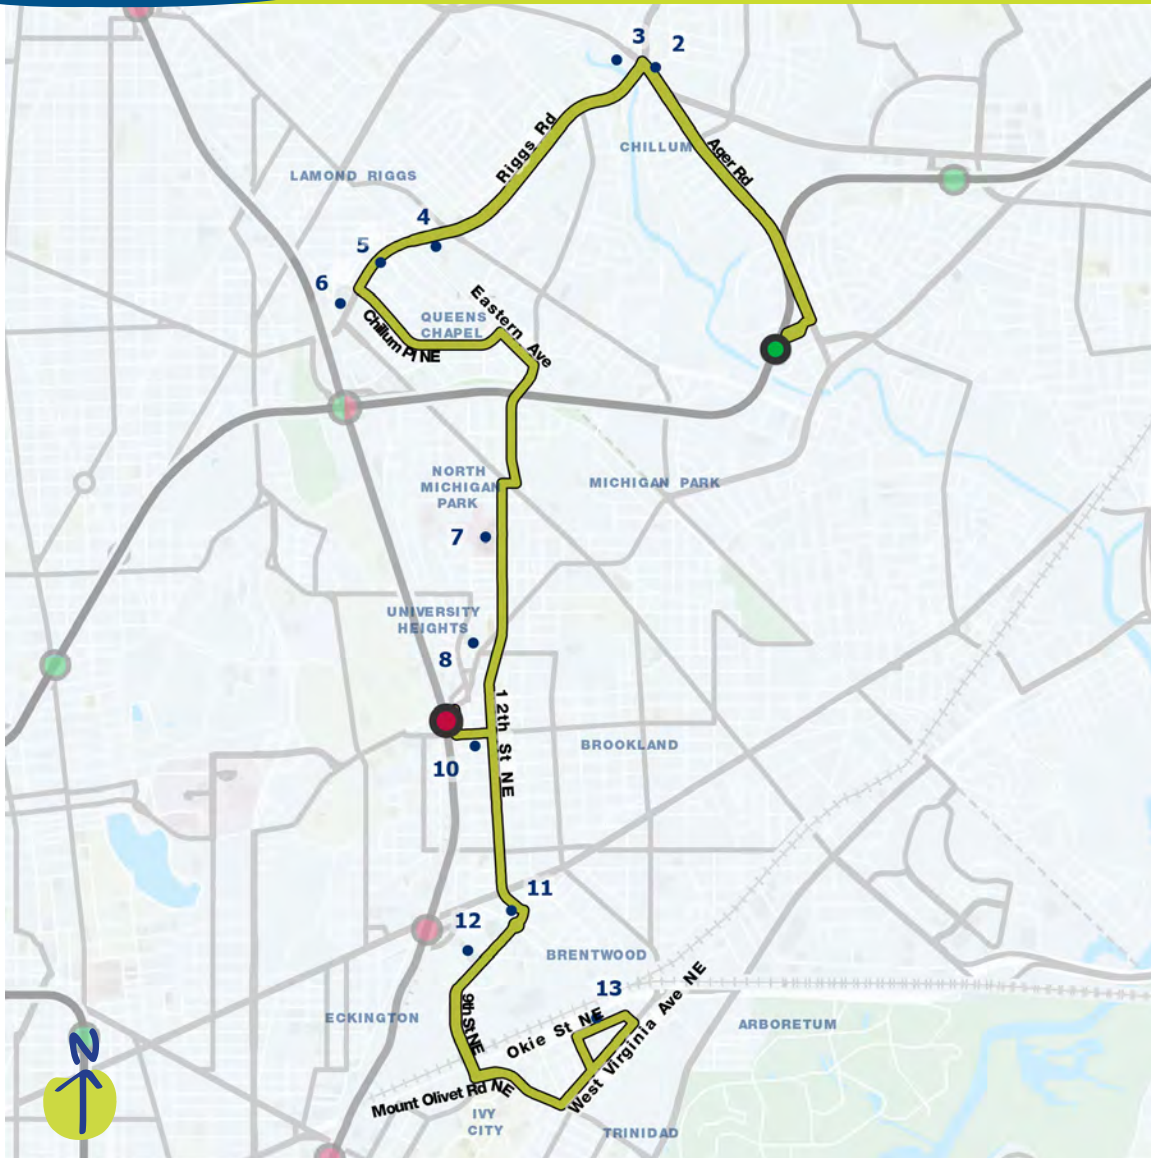 3
2
Riggs Rd
CHILLUM
Ager Rd
LAMOND RIGGS
4
5
6
Eastern Ave
QUEENS
CHAPEL
Chillum Pl NE
NORTH
MICHIGAN
PARK
MICHIGAN PARK
7
UNIVERSITY
HEIGHTS
8
12th St NE
BROOKLAND
10
11
12
BRENTWOOD
13
9th St NE
ECKINGTON
Okie St NE
West Virginia Ave NE
ARBORETUM
N
Mount Olivet Rd NE
IVY
CITY
TRINIDAD